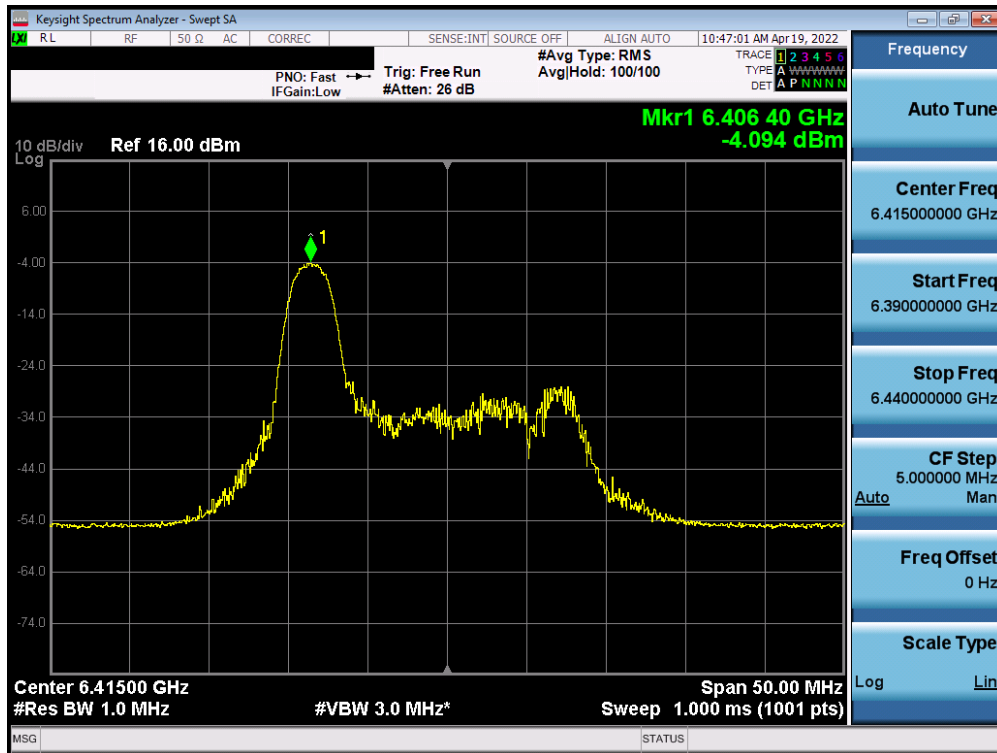 Keysight Spectrum Analyzer - Swept SA
LXI RL RF 50 Ω AC CORREC SENSE:INT SOURCE OFF ALIGN AUTO 10:47:01 AM Apr 19, 2022
PNO: Fast
IFGain:Low
Trig: Free Run
#Atten: 26 dB
#Avg Type: RMS
Avg|Hold: 100/100
TRACE 1 2 3 4 5 6
TYPE A WWWWW
DET A P N N N N
Mkr1 6.406 40 GHz
-4.094 dBm
10 dB/div Ref 16.00 dBm
Log
6.00
1
-4.00
-14.0
-24.0
-34.0
-44.0
-54.0
-64.0
-74.0
Center 6.41500 GHz Span 50.00 MHz
#Res BW 1.0 MHz #VBW 3.0 MHz* Sweep 1.000 ms (1001 pts)
MSG STATUS
Frequency
Auto Tune
Center Freq
6.415000000 GHz
Start Freq
6.390000000 GHz
Stop Freq
6.440000000 GHz
CF Step
5.000000 MHz
Auto Man
Freq Offset
0 Hz
Scale Type
Log Lin